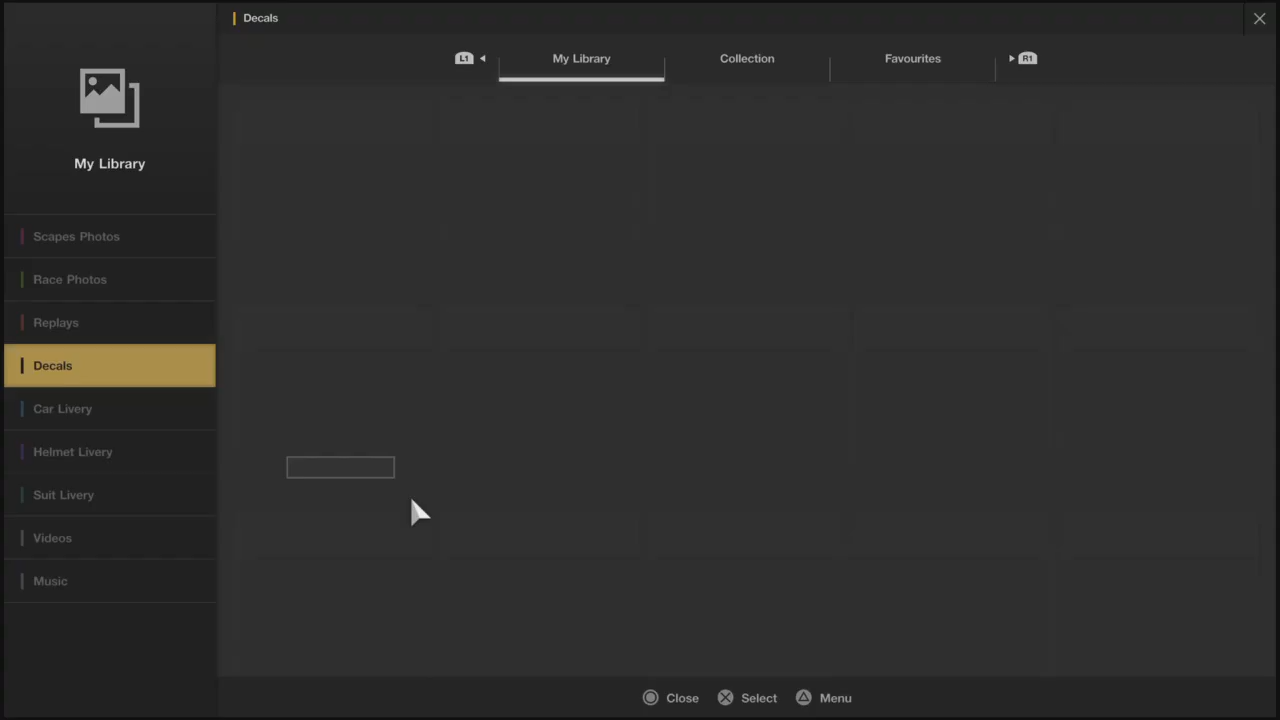 Decals
L1
My Library
Collection
Favourites
R1
My Library
Scapes Photos
Race Photos
Replays
Decals
Car Livery
Helmet Livery
Suit Livery
Videos
Music
Close
Select
Menu